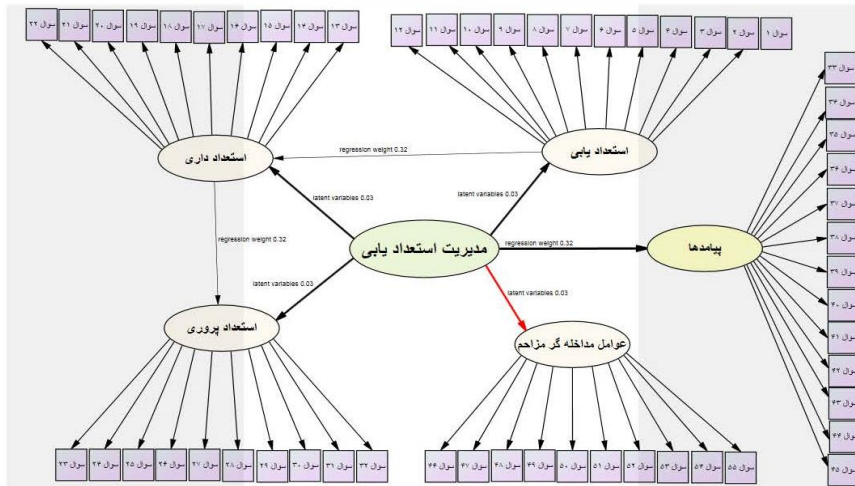 سوال ۱
سوال ۲
سوال ۳
سوال ۴
سوال ۵
سوال ۶
سوال ۷
سوال ۸
سوال ۹
سوال ۱۰
سوال ۱۱
سوال ۱۲
سوال ۱۳
سوال ۱۴
سوال ۱۵
سوال ۱۶
سوال ۱۷
سوال ۱۸
سوال ۱۹
سوال ۲۰
سوال ۲۱
سوال ۲۲
سوال ۳۳
سوال ۳۴
سوال ۳۵
سوال ۳۶
سوال ۳۷
سوال ۳۸
سوال ۳۹
سوال ۴۰
سوال ۴۱
سوال ۴۲
سوال ۴۳
سوال ۴۴
سوال ۴۵
استعداد یابی
regression weight 0.32
استعداد داری
latent variables 0.03
latent variables 0.03
پیامدها
regression weight 0.32
مدیریت استعداد یابی
regression weight 0.32
latent variables 0.03
latent variables 0.03
عوامل مداخله گر مزاحم
استعداد پروری
سوال ۵۵
سوال ۵۴
سوال ۵۳
سوال ۵۲
سوال ۵۱
سوال ۵۰
سوال ۴۹
سوال ۴۸
سوال ۴۷
سوال ۴۶
سوال ۳۲
سوال ۳۱
سوال ۳۰
سوال ۲۹
سوال ۲۸
سوال ۲۷
سوال ۲۶
سوال ۲۵
سوال ۲۴
سوال ۲۳